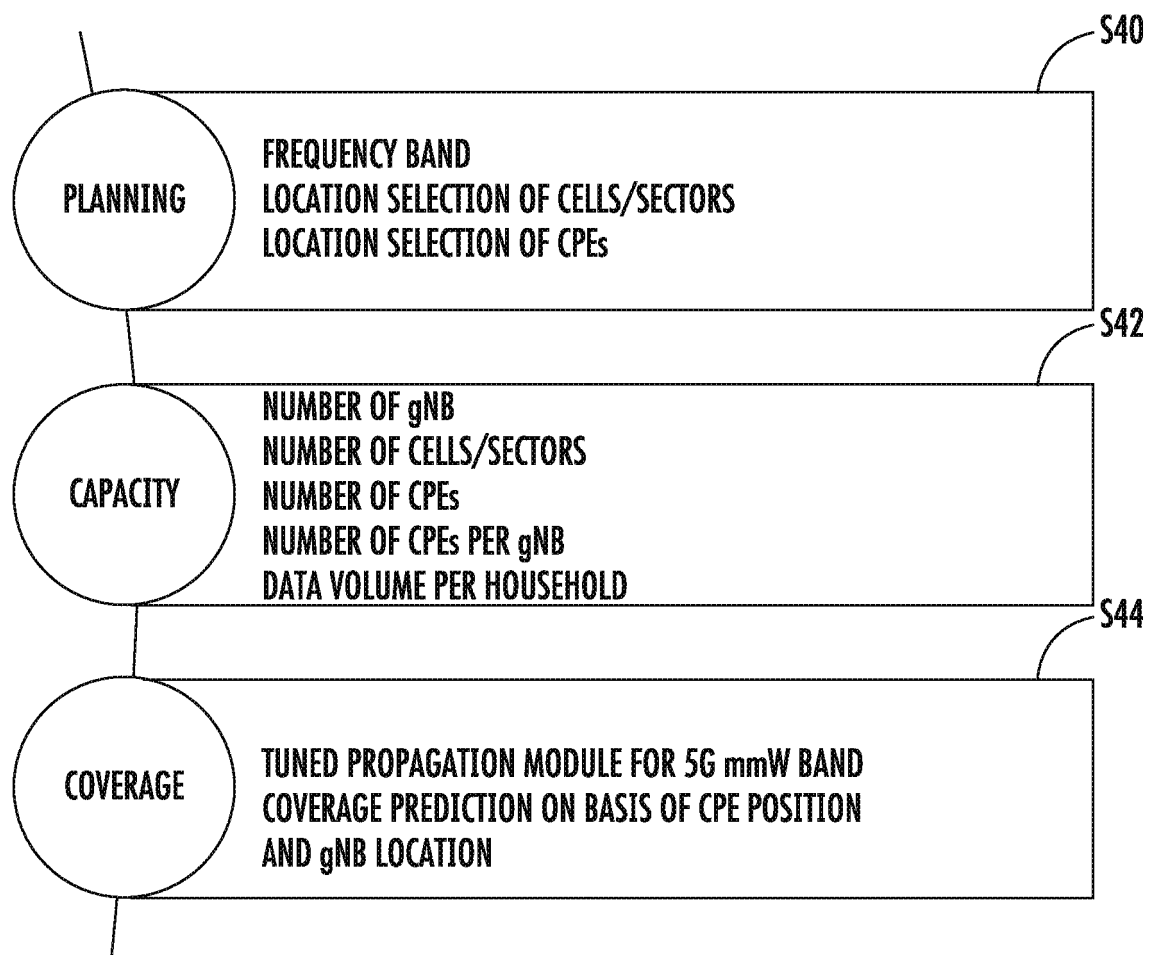 S40
PLANNING
FREQUENCY BAND
LOCATION SELECTION OF CELLS/SECTORS
LOCATION SELECTION OF CPEs
S42
CAPACITY
NUMBER OF gNB
NUMBER OF CELLS/SECTORS
NUMBER OF CPEs
NUMBER OF CPEs PER gNB
DATA VOLUME PER HOUSEHOLD
S44
COVERAGE
TUNED PROPAGATION MODULE FOR 5G mmW BAND
COVERAGE PREDICTION ON BASIS OF CPE POSITION
AND gNB LOCATION